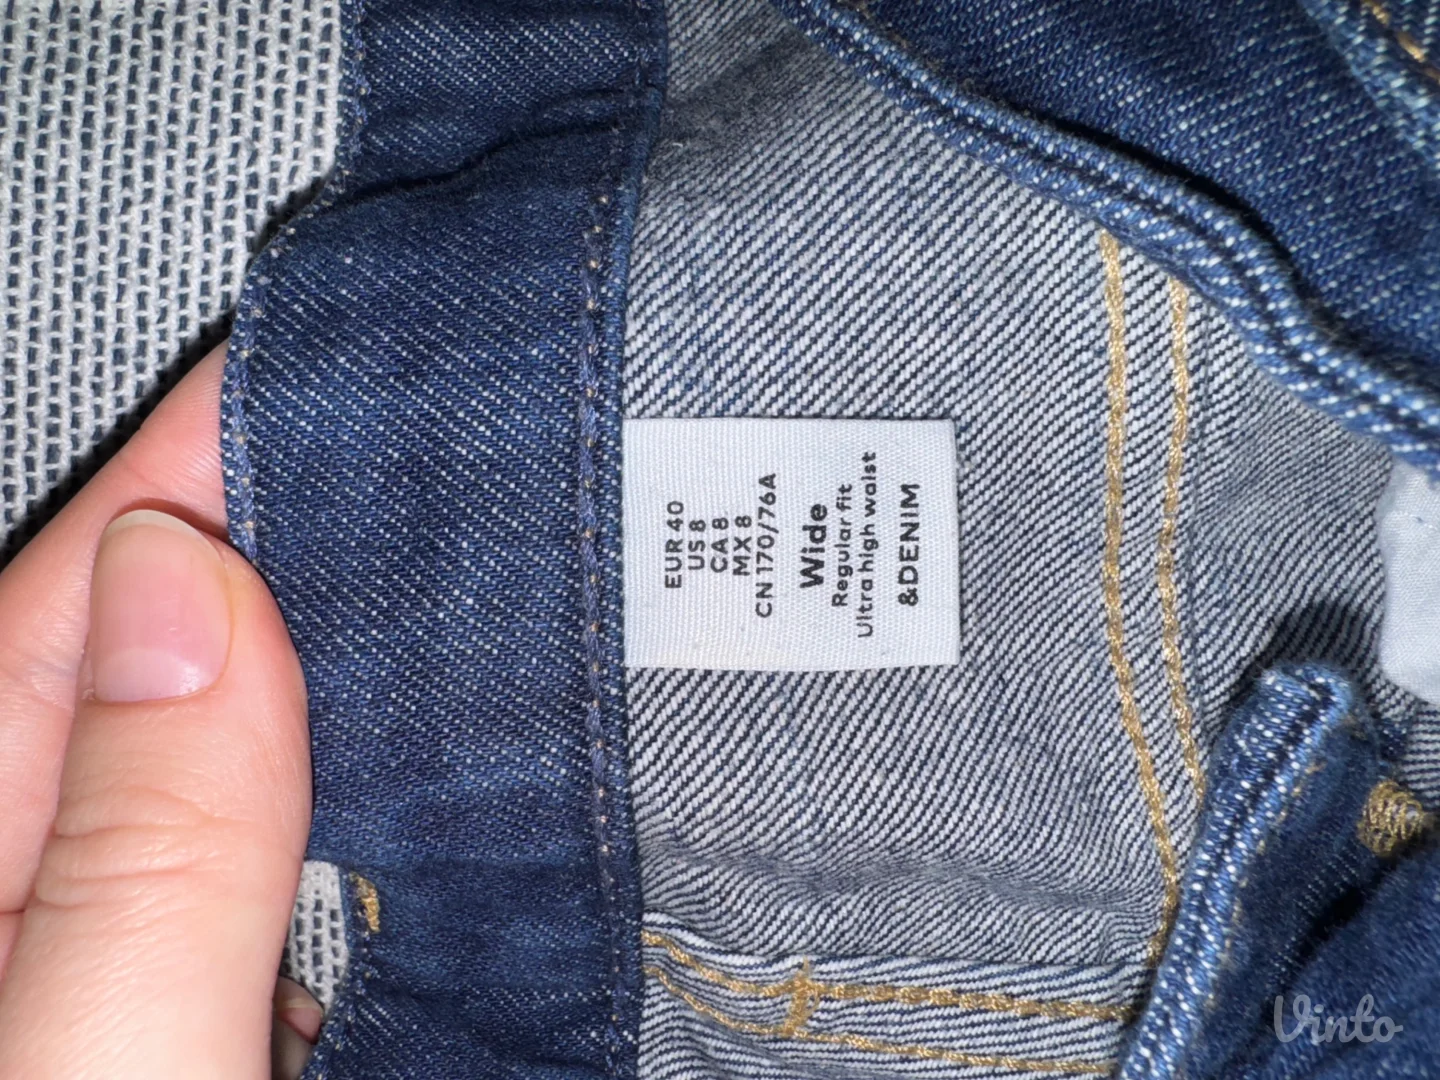 EUR 40
US 8
CA 8
MX 8
CN 170/76A
Wide
Regular fit
Ultra high waist
&DENIM
Vinto